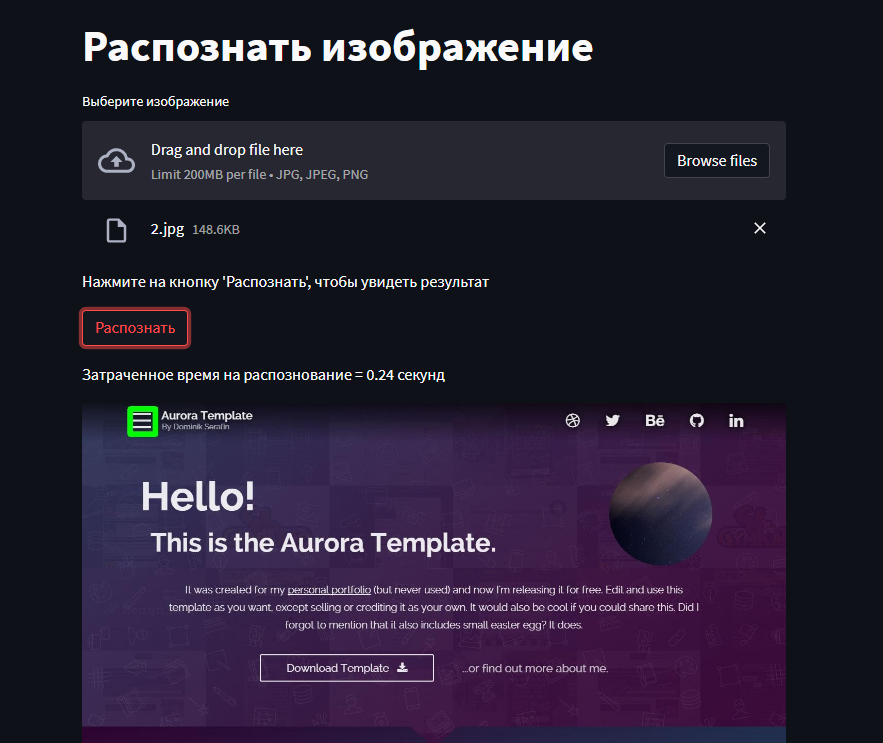 Распознать изображение
Выберите изображение
Drag and drop file here
Limit 200MB per file • JPG, JPEG, PNG
Browse files
2.jpg 148.6KB
Нажмите на кнопку 'Распознать', чтобы увидеть результат
Распознать
Затраченное время на распознование = 0.24 секунд
Aurora Template
By Dominik Serafin
Bē
in
Hello!
This is the Aurora Template.
It was created for my personal portfolio (but never used) and now I'm releasing it for free. Edit and use this
template as you want, except selling or crediting it as your own. It would also be cool if you could share this. Did I
forgot to mention that it also includes small easter egg? It does.
Download Template
...or find out more about me.